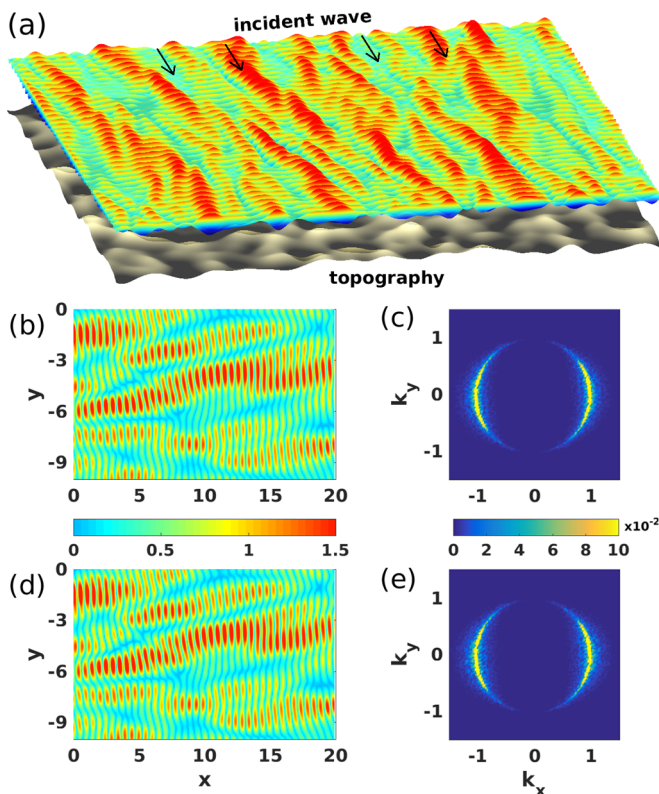 (a)
incident wave
topography
(b)
0
-3
-6
-9
y
0 5 10 15 20
(c)
1
0
-1
k_y
-1 0 1
0 0.5 1 1.5
0 2 4 6 8 10
x10^-2
(d)
0
-3
-6
-9
y
0 5 10 15 20
x
(e)
1
0
-1
k_y
-1 0 1
k_x